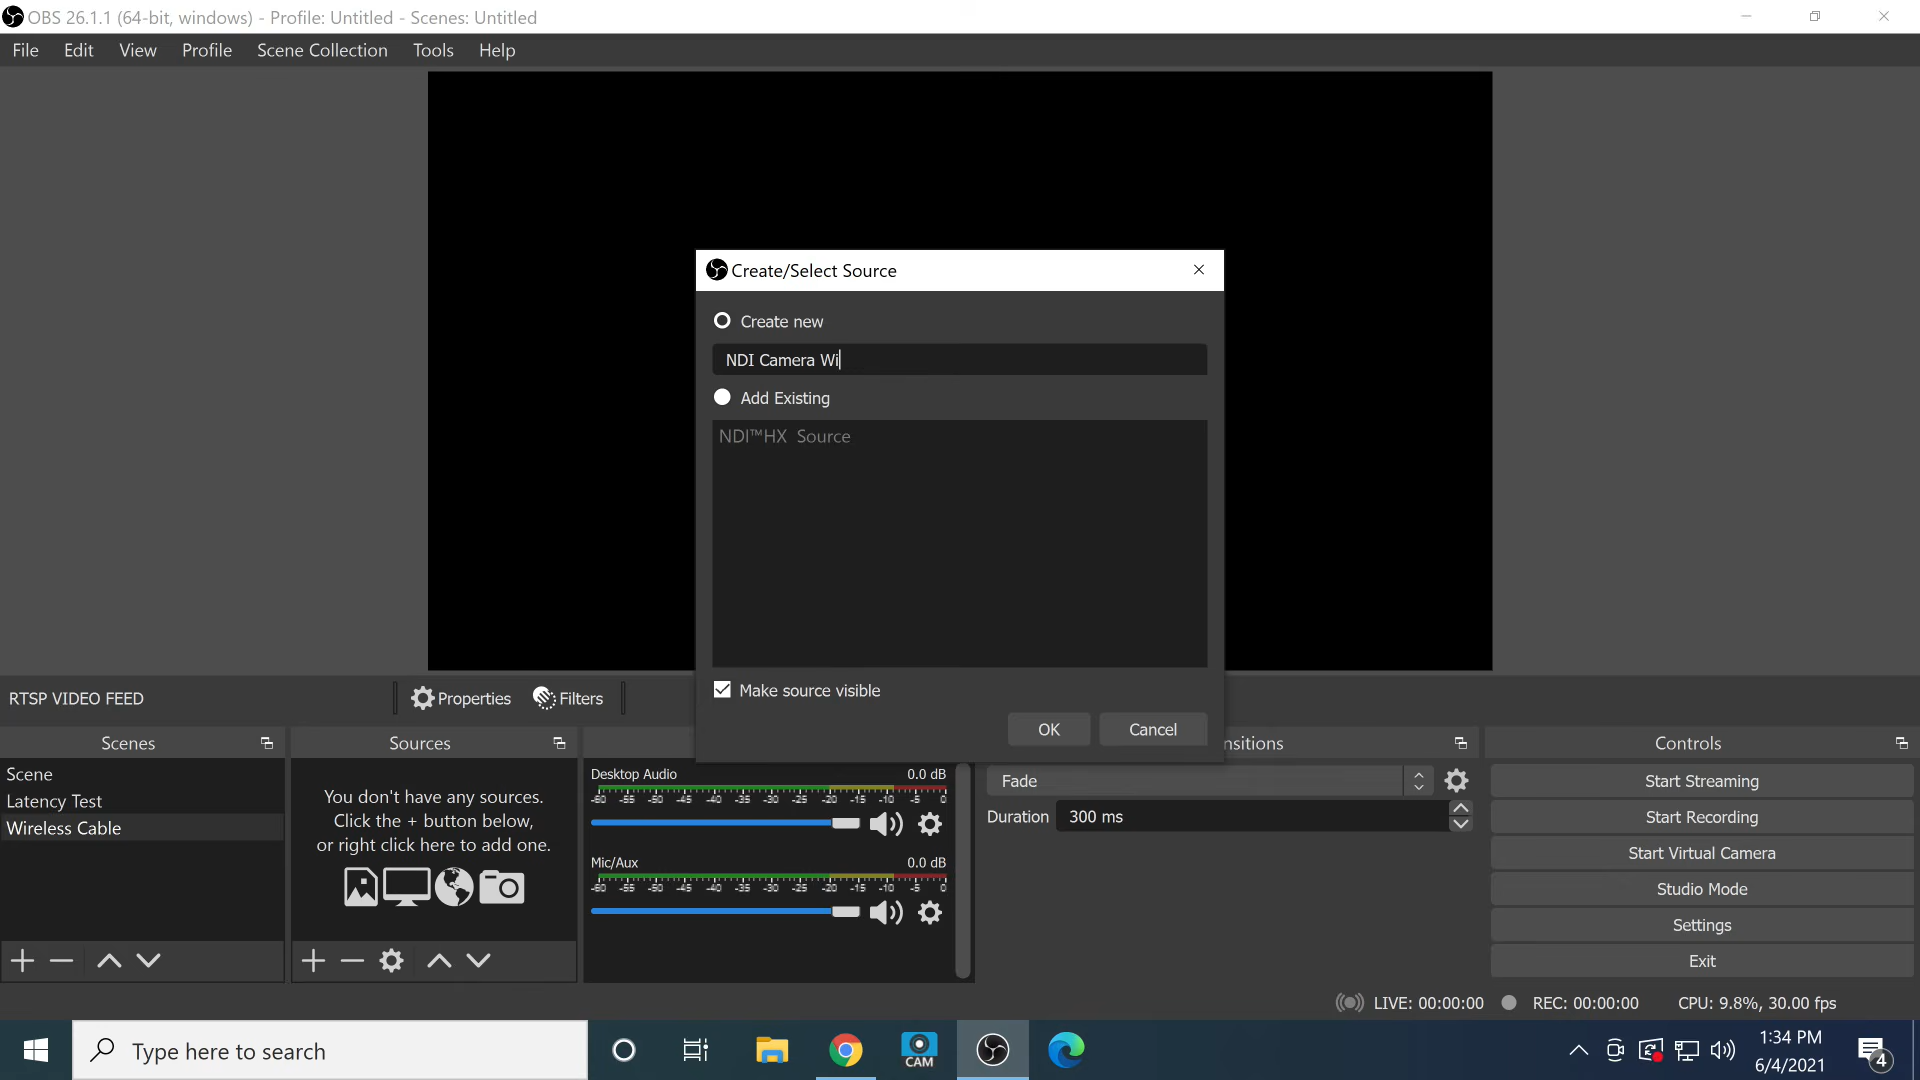 OBS 26.1.1 (64-bit, windows) - Profile: Untitled - Scenes: Untitled
File Edit View Profile Scene Collection Tools Help
Create/Select Source
Create new
NDI Camera Wi
Add Existing
NDI™HX Source
Make source visible
OK Cancel
RTSP VIDEO FEED Properties Filters
Scenes
Scene
Latency Test
Wireless Cable
Sources
You don't have any sources.
Click the + button below,
or right click here to add one.
Desktop Audio 0.0 dB
-60 -55 -50 -45 -40 -35 -30 -25 -20 -15 -10 -5 0
Mic/Aux 0.0 dB
-60 -55 -50 -45 -40 -35 -30 -25 -20 -15 -10 -5 0
nsitions
Fade
Duration 300 ms
Controls
Start Streaming
Start Recording
Start Virtual Camera
Studio Mode
Settings
Exit
LIVE: 00:00:00 REC: 00:00:00 CPU: 9.8%, 30.00 fps
Type here to search
CAM
1:34 PM
6/4/2021
4